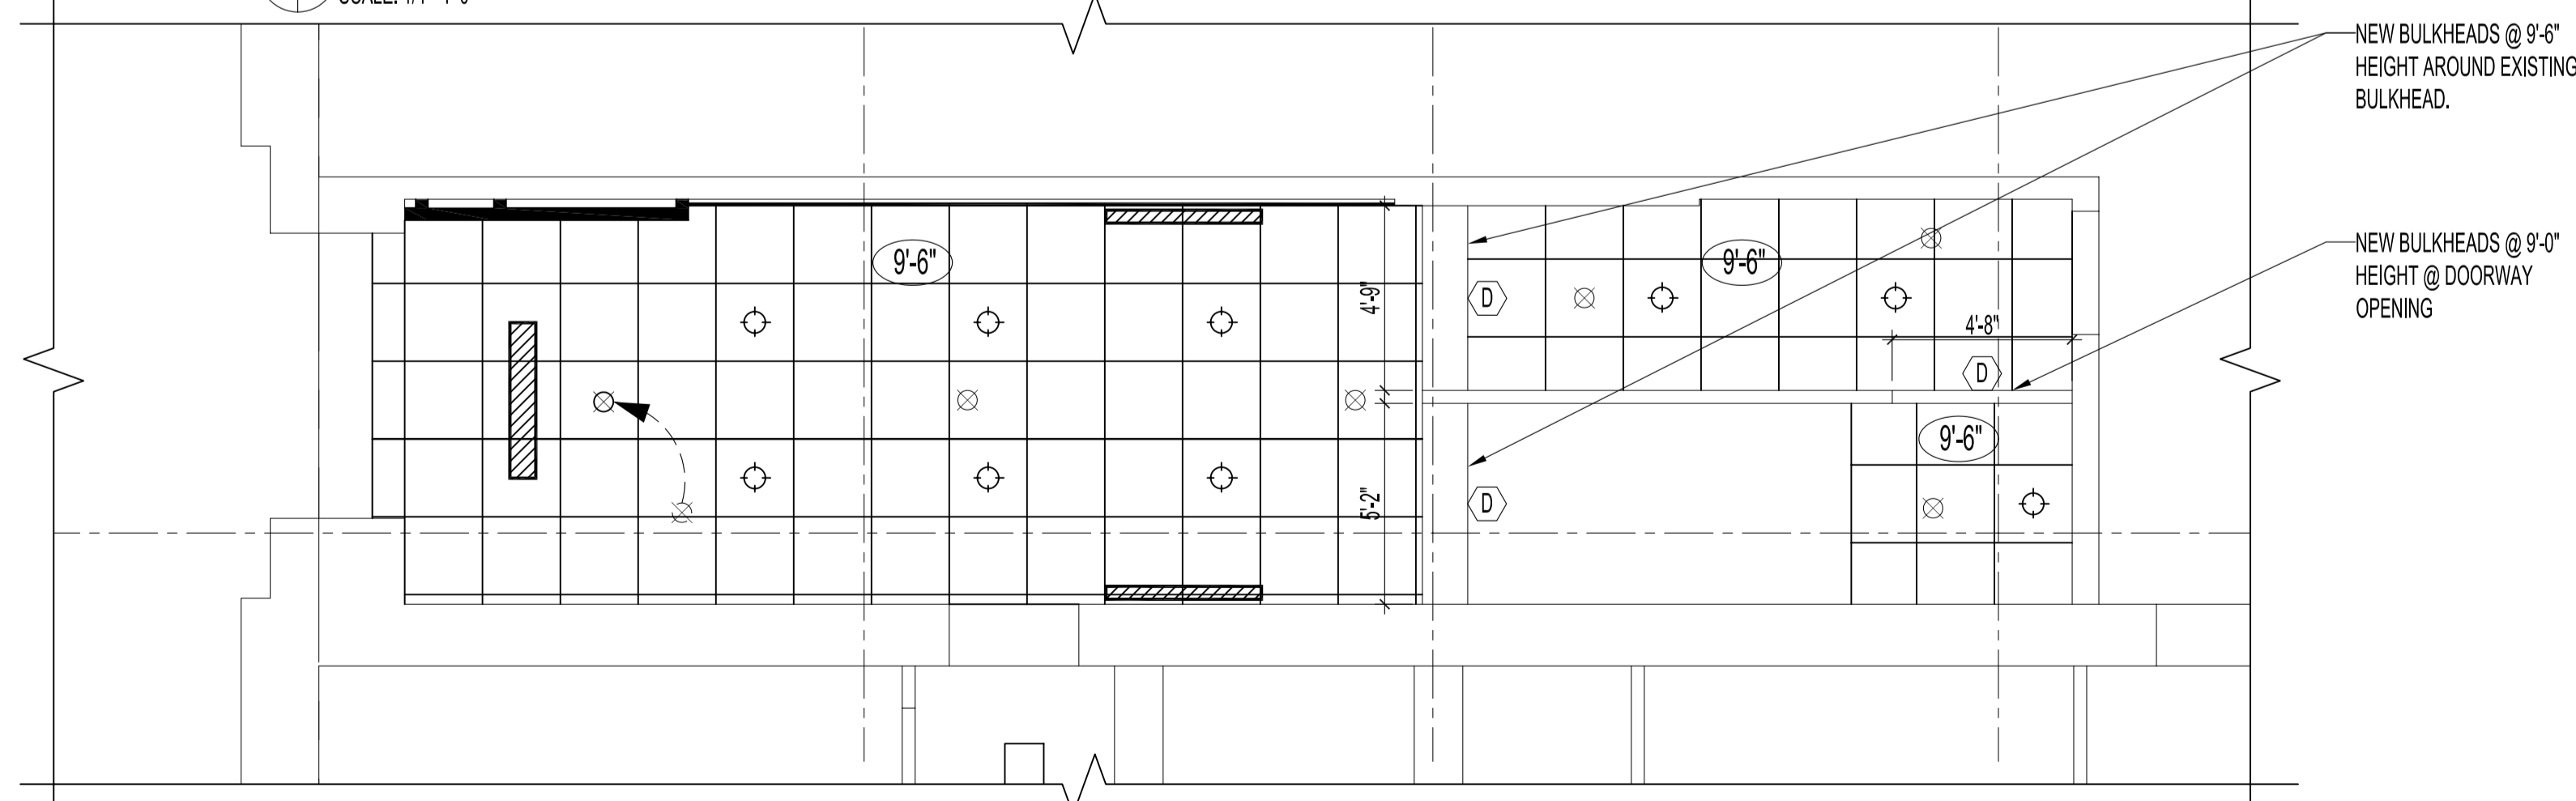 NEW BULKHEADS @ 9'-6"
HEIGHT AROUND EXISTING
BULKHEAD.
9'-6"
9'-6"
4'-9"
D
4'-8"
D
NEW BULKHEADS @ 9'-0"
HEIGHT @ DOORWAY
OPENING
9'-6"
5'-2"
D